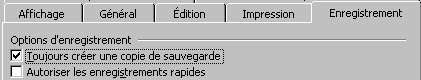 Affichage Général Édition Impression Enregistrement
Options d'enregistrement
Toujours créer une copie de sauvegarde
Autoriser les enregistrements rapides